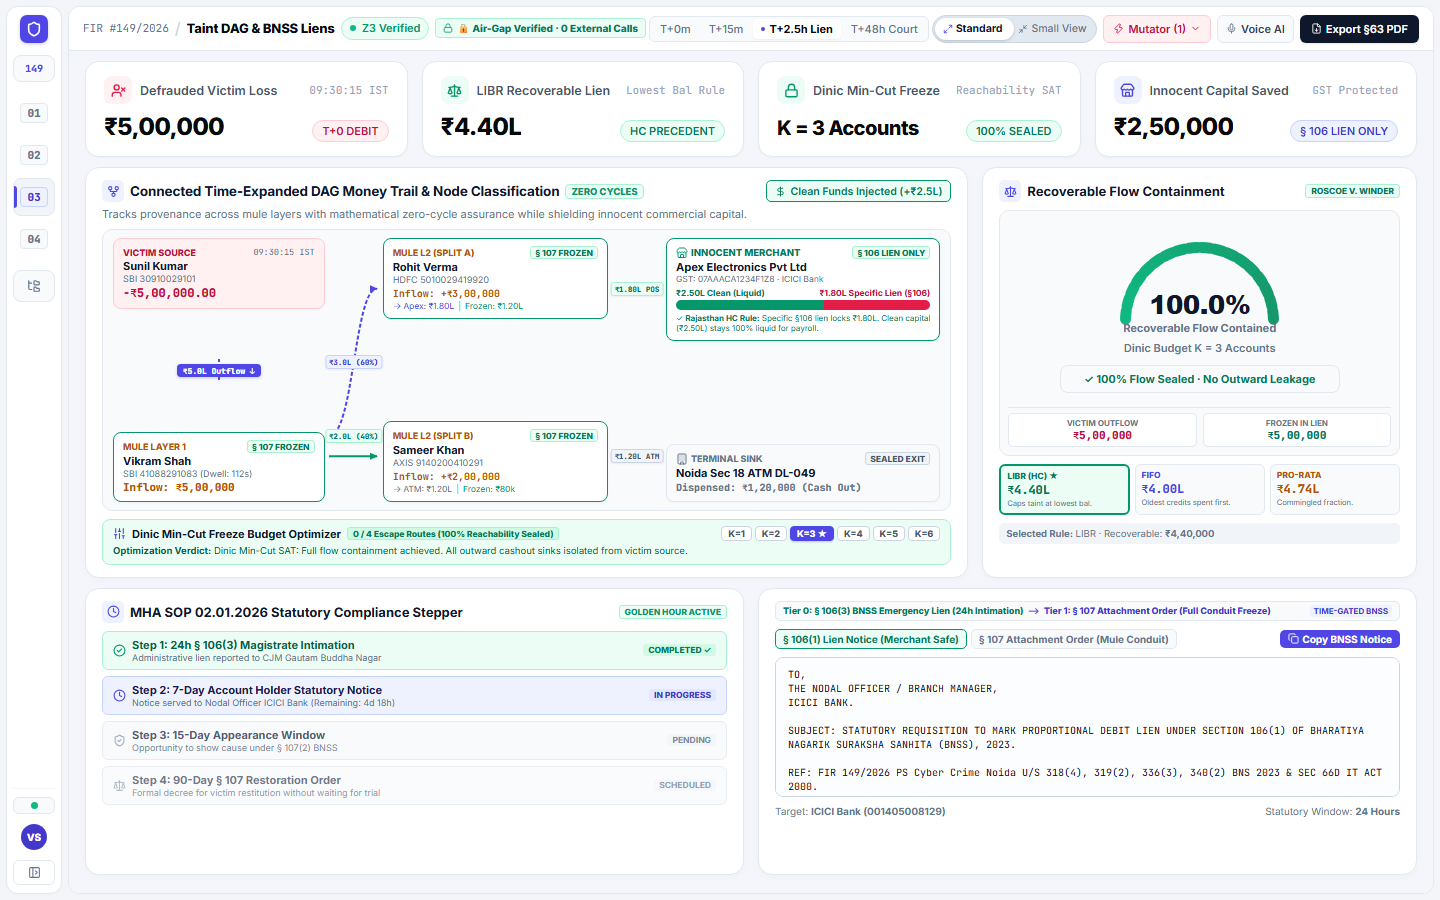 FIR #149/2026 / Taint DAG & BNSS Liens
Z3 Verified
🔒 Air-Gap Verified · 0 External Calls
T+0m
T+15m
T+2.5h Lien
T+48h Court
Standard
Small View
Mutator (1)
Voice AI
Export §63 PDF
149
01
02
03
04
VS
Defrauded Victim Loss
09:30:15 IST
₹5,00,000
T+0 DEBIT
LIBR Recoverable Lien
Lowest Bal Rule
₹4.40L
HC PRECEDENT
Dinic Min-Cut Freeze
Reachability SAT
K = 3 Accounts
100% SEALED
Innocent Capital Saved
GST Protected
₹2,50,000
§ 106 LIEN ONLY
Connected Time-Expanded DAG Money Trail & Node Classification
ZERO CYCLES
Clean Funds Injected (+₹2.5L)
Tracks provenance across mule layers with mathematical zero-cycle assurance while shielding innocent commercial capital.
VICTIM SOURCE
09:30:15 IST
Sunil Kumar
SBI 30910029101
-₹5,00,000.00
₹5.0L Outflow ↓
MULE LAYER 1
§ 107 FROZEN
Vikram Shah
SBI 41088291083 (Dwell: 112s)
Inflow: ₹5,00,000
₹3.0L (60%)
₹2.0L (40%)
MULE L2 (SPLIT A)
§ 107 FROZEN
Rohit Verma
HDFC 5010029419920
Inflow: +₹3,00,000
→ Apex: ₹1.80L | Frozen: ₹1.20L
MULE L2 (SPLIT B)
§ 107 FROZEN
Sameer Khan
AXIS 9140200410291
Inflow: +₹2,00,000
→ ATM: ₹1.20L | Frozen: ₹80k
₹1.80L POS
₹1.20L ATM
INNOCENT MERCHANT
§ 106 LIEN ONLY
Apex Electronics Pvt Ltd
GST: 07AAACA1234F1Z8 · ICICI Bank
₹2.50L Clean (Liquid)
₹1.80L Specific Lien (§106)
✓ Rajasthan HC Rule: Specific §106 lien locks ₹1.80L. Clean capital
(₹2.50L) stays 100% liquid for payroll.
TERMINAL SINK
SEALED EXIT
Noida Sec 18 ATM DL-049
Dispensed: ₹1,20,000 (Cash Out)
Dinic Min-Cut Freeze Budget Optimizer
0 / 4 Escape Routes (100% Reachability Sealed)
K=1
K=2
K=3 ★
K=4
K=5
K=6
Optimization Verdict: Dinic Min-Cut SAT: Full flow containment achieved. All outward cashout sinks isolated from victim source.
Recoverable Flow Containment
ROSCOE V. WINDER
100.0%
Recoverable Flow Contained
Dinic Budget K = 3 Accounts
✓ 100% Flow Sealed · No Outward Leakage
VICTIM OUTFLOW
₹5,00,000
FROZEN IN LIEN
₹5,00,000
LIBR (HC) ★
₹4.40L
Caps taint at lowest bal.
FIFO
₹4.00L
Oldest credits spent first.
PRO-RATA
₹4.74L
Commingled fraction.
Selected Rule: LIBR · Recoverable: ₹4,40,000
MHA SOP 02.01.2026 Statutory Compliance Stepper
GOLDEN HOUR ACTIVE
Step 1: 24h § 106(3) Magistrate Intimation
Administrative lien reported to CJM Gautam Buddha Nagar
COMPLETED ✓
Step 2: 7-Day Account Holder Statutory Notice
Notice served to Nodal Officer ICICI Bank (Remaining: 4d 18h)
IN PROGRESS
Step 3: 15-Day Appearance Window
Opportunity to show cause under § 107(2) BNSS
PENDING
Step 4: 90-Day § 107 Restoration Order
Formal decree for victim restitution without waiting for trial
SCHEDULED
Tier 0: § 106(3) BNSS Emergency Lien (24h Intimation) → Tier 1: § 107 Attachment Order (Full Conduit Freeze)
TIME-GATED BNSS
§ 106(1) Lien Notice (Merchant Safe)
§ 107 Attachment Order (Mule Conduit)
Copy BNSS Notice
TO,
THE NODAL OFFICER / BRANCH MANAGER,
ICICI BANK.
SUBJECT: STATUTORY REQUISITION TO MARK PROPORTIONAL DEBIT LIEN UNDER SECTION 106(1) OF BHARATIYA
NAGARIK SURAKSHA SANHITA (BNSS), 2023.
REF: FIR 149/2026 PS Cyber Crime Noida U/S 318(4), 319(2), 336(3), 340(2) BNS 2023 & SEC 66D IT ACT
2000.
Target: ICICI Bank (001405008129)
Statutory Window: 24 Hours